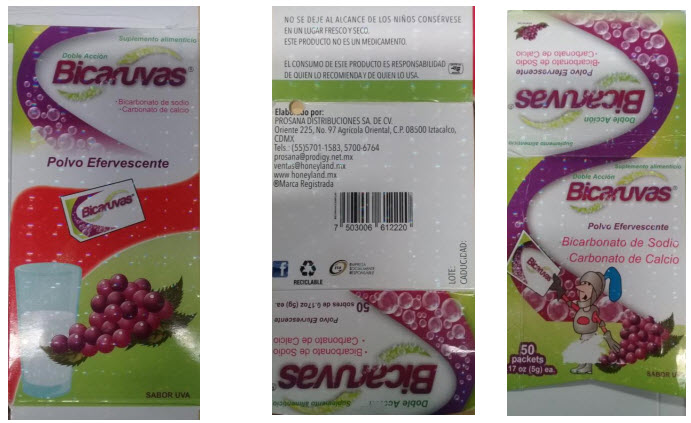 Suplemento alimenticio
Doble Acción
Bicaruvas®
•Bicarbonato de sodio
•Carbonato de calcio
Polvo Efervescente
Bicaruvas®
SABOR UVA
NO SE DEJE AL ALCANCE DE LOS NIÑOS CONSÉRVESE
EN UN LUGAR FRESCO Y SECO.
ESTE PRODUCTO NO ES UN MEDICAMENTO.
EL CONSUMO DE ESTE PRODUCTO ES RESPONSABILIDAD
DE QUIEN LO RECOMIENDA Y DE QUIEN LO USA.
Elaborado por:
PROSANA DISTRIBUCIONES SA. DE CV.
Oriente 225, No. 97 Agrícola Oriental, C.P. 08500 Iztacalco,
CDMX
Tels.: (55)5701-1583, 5700-6764
prosana@prodigy.net.mx
ventas@honeyland.mx
www.honeyland.mx
®Marca Registrada
7 503006 612220
RECICLABLE
LOTE:
CADUCIDAD:
50 sobres de 0.17oz (5g) ea.
Polvo Efervescente
•Bicarbonato de Sodio
•Carbonato de Calcio
Bicaruvas
Doble Acción
Suplemento alimenticio
•Carbonato de Calcio
•Bicarbonato de Sodio
Polvo Efervescente
Bicaruvas
Doble Acción
Suplemento alimenticio
Suplemento alimenticio
Doble Acción
Bicaruvas®
Polvo Efervescente
Bicarbonato de Sodio
Carbonato de Calcio
Bicaruvas
50
packets
17 oz (5g) ea.
SABOR UVA